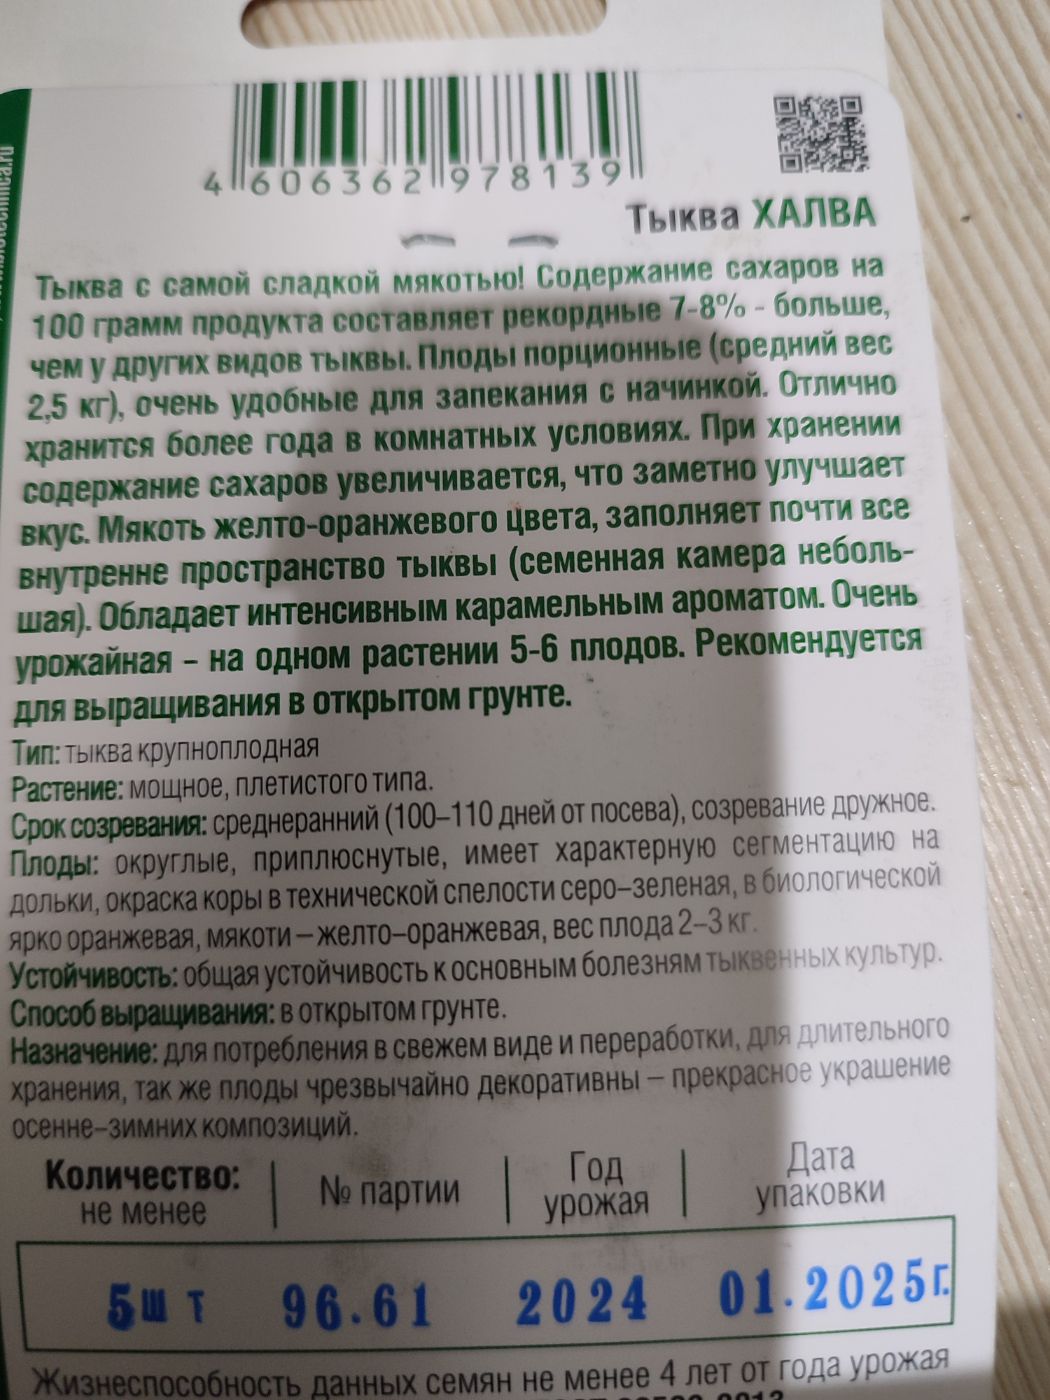 4 606362 978139
Тыква ХАЛВА
Тыква с самой сладкой мякотью! Содержание сахаров на
100 грамм продукта составляет рекордные 7-8% - больше,
чем у других видов тыквы. Плоды порционные (средний вес
2,5 кг), очень удобные для запекания с начинкой. Отлично
хранится более года в комнатных условиях. При хранении
содержание сахаров увеличивается, что заметно улучшает
вкус. Мякоть желто-оранжевого цвета, заполняет почти все
внутренне пространство тыквы (семенная камера неболь-
шая). Обладает интенсивным карамельным ароматом. Очень
урожайная – на одном растении 5-6 плодов. Рекомендуется
для выращивания в открытом грунте.
Тип: тыква крупноплодная
Растение: мощное, плетистого типа.
Срок созревания: среднеранний (100–110 дней от посева), созревание дружное.
Плоды: округлые, приплюснутые, имеет характерную сегментацию на
дольки, окраска коры в технической спелости серо–зеленая, в биологической
ярко оранжевая, мякоти – желто–оранжевая, вес плода 2–3 кг.
Устойчивость: общая устойчивость к основным болезням тыквенных культур.
Способ выращивания: в открытом грунте.
Назначение: для потребления в свежем виде и переработки, для длительного
хранения, так же плоды чрезвычайно декоративны – прекрасное украшение
осенне–зимних композиций.
Количество: не менее | № партии | Год урожая | Дата упаковки
5шт 96.61 2024 01.2025г.
Жизнеспособность данных семян не менее 4 лет от года урожая